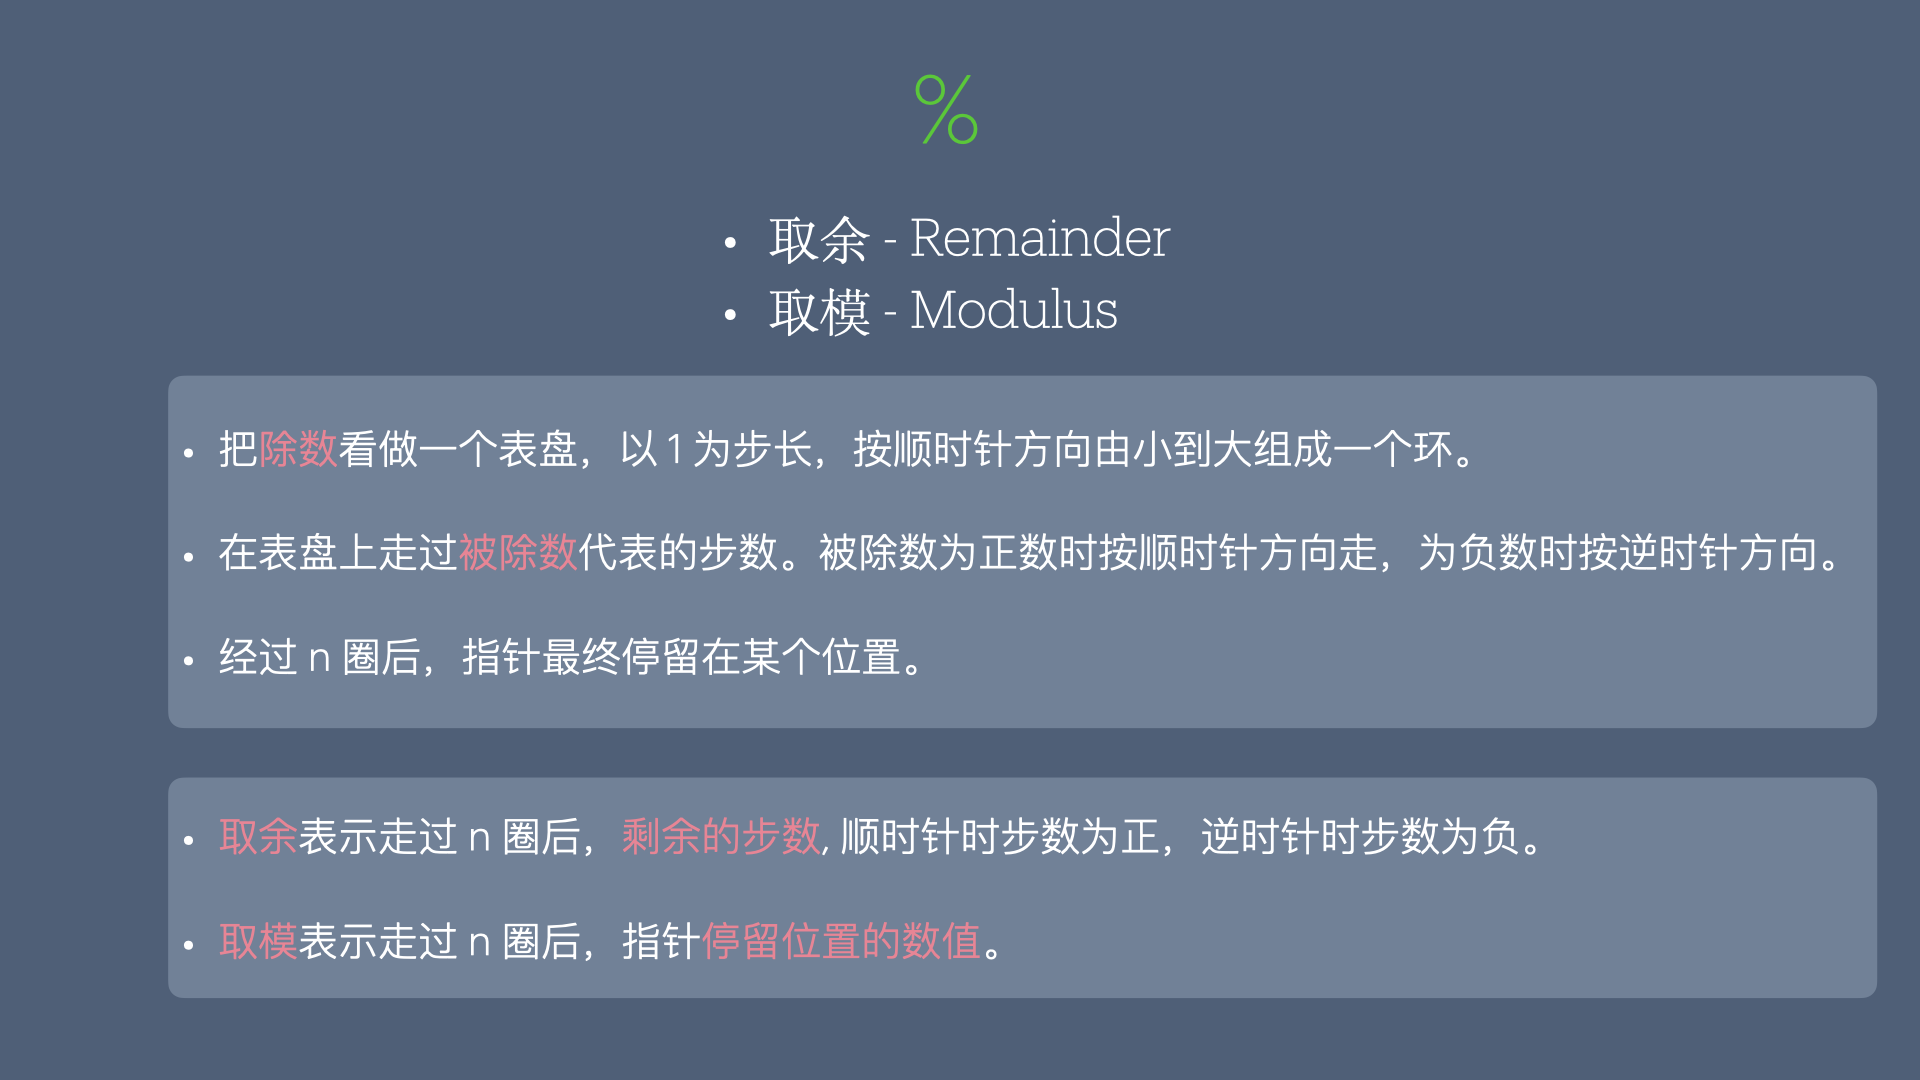 %
• 取余 - Remainder
• 取模 - Modulus
• 把除数看做一个表盘，以 1 为步长，按顺时针方向由小到大组成一个环。
• 在表盘上走过被除数代表的步数。被除数为正数时按顺时针方向走，为负数时按逆时针方向。
• 经过 n 圈后，指针最终停留在某个位置。
• 取余表示走过 n 圈后，剩余的步数, 顺时针时步数为正，逆时针时步数为负。
• 取模表示走过 n 圈后，指针停留位置的数值。